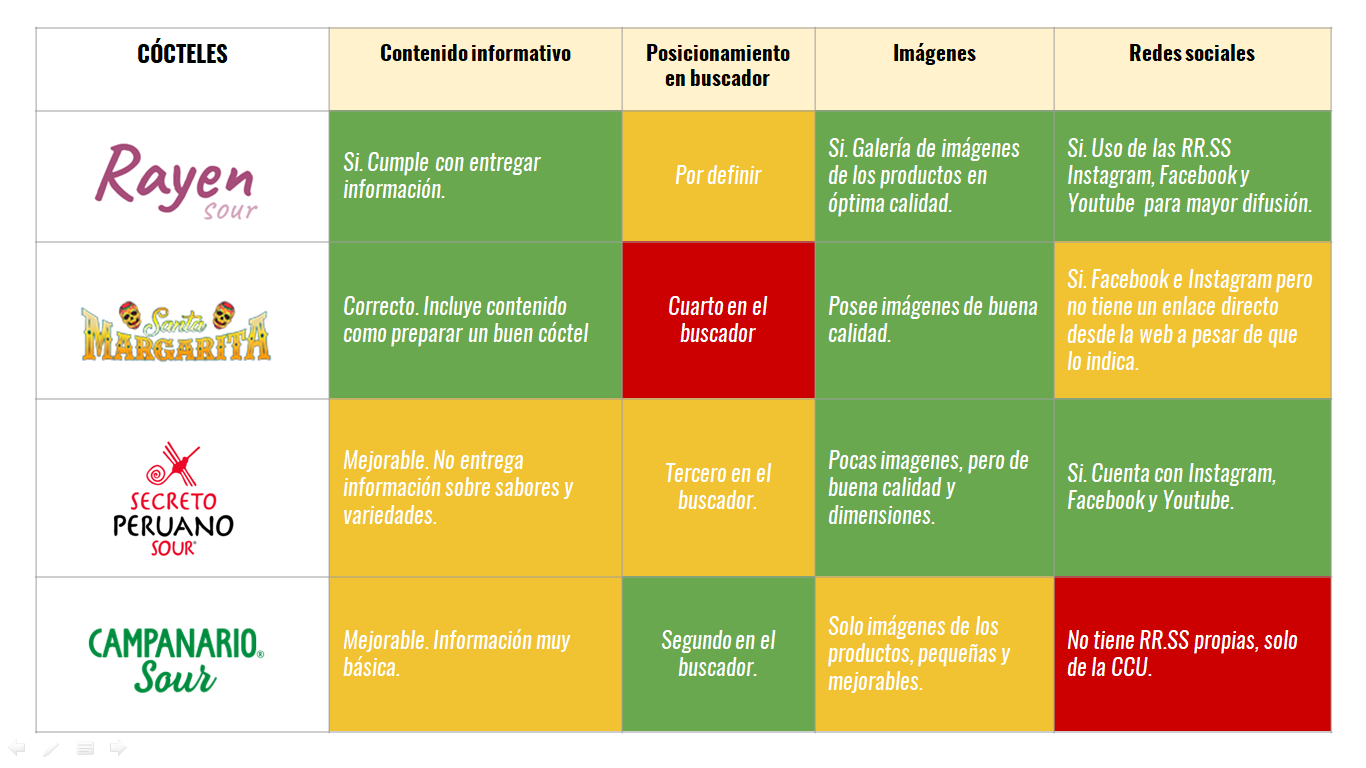 CÓCTELES
Contenido informativo
Posicionamiento
en buscador
Imágenes
Redes sociales
Rayen
sour
Si. Cumple con entregar
información.
Por definir
Si. Galería de imágenes
de los productos en
óptima calidad.
Si. Uso de las RR.SS
Instagram, Facebook y
Youtube para mayor difusión.
Santa
MARGARITA
Correcto. Incluye contenido
como preparar un buen cóctel
Cuarto en el
buscador
Posee imágenes de buena
calidad.
Si. Facebook e Instagram pero
no tiene un enlace directo
desde la web a pesar de que
lo indica.
SECRETO
PERUANO
SOUR
Mejorable. No entrega
información sobre sabores y
variedades.
Tercero en el
buscador.
Pocas imagenes, pero de
buena calidad y
dimensiones.
Si. Cuenta con Instagram,
Facebook y Youtube.
CAMPANARIO®
Sour
Mejorable. Información muy
básica.
Segundo en el
buscador.
Solo imágenes de los
productos, pequeñas y
mejorables.
No tiene RR.SS propias, solo
de la CCU.